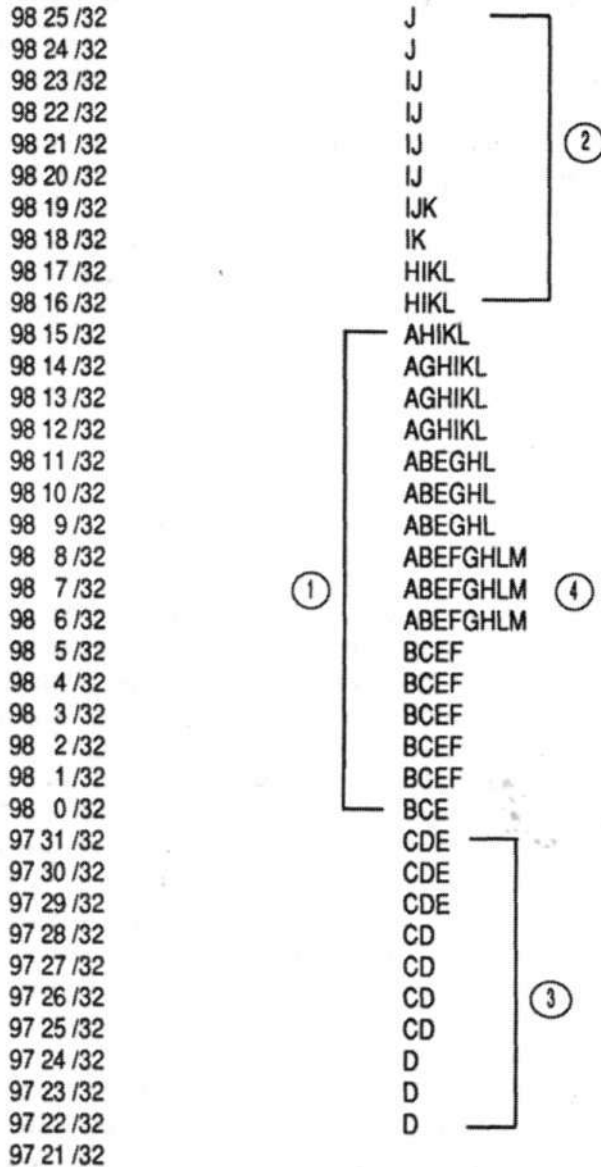 98 25 /32 J
98 24 /32 J
98 23 /32 IJ
98 22 /32 IJ
98 21 /32 IJ ②
98 20 /32 IJ
98 19 /32 IJK
98 18 /32 IK
98 17 /32 HIKL
98 16 /32 HIKL
98 15 /32 AHIKL
98 14 /32 AGHIKL
98 13 /32 AGHIKL
98 12 /32 AGHIKL
98 11 /32 ABEGHL
98 10 /32 ABEGHL
98 9 /32 ABEGHL
98 8 /32 ABEFGHLM
98 7 /32 ① ABEFGHLM ④
98 6 /32 ABEFGHLM
98 5 /32 BCEF
98 4 /32 BCEF
98 3 /32 BCEF
98 2 /32 BCEF
98 1 /32 BCEF
98 0 /32 BCE
97 31 /32 CDE
97 30 /32 CDE
97 29 /32 CDE
97 28 /32 CD
97 27 /32 CD
97 26 /32 CD ③
97 25 /32 CD
97 24 /32 D
97 23 /32 D
97 22 /32 D
97 21 /32